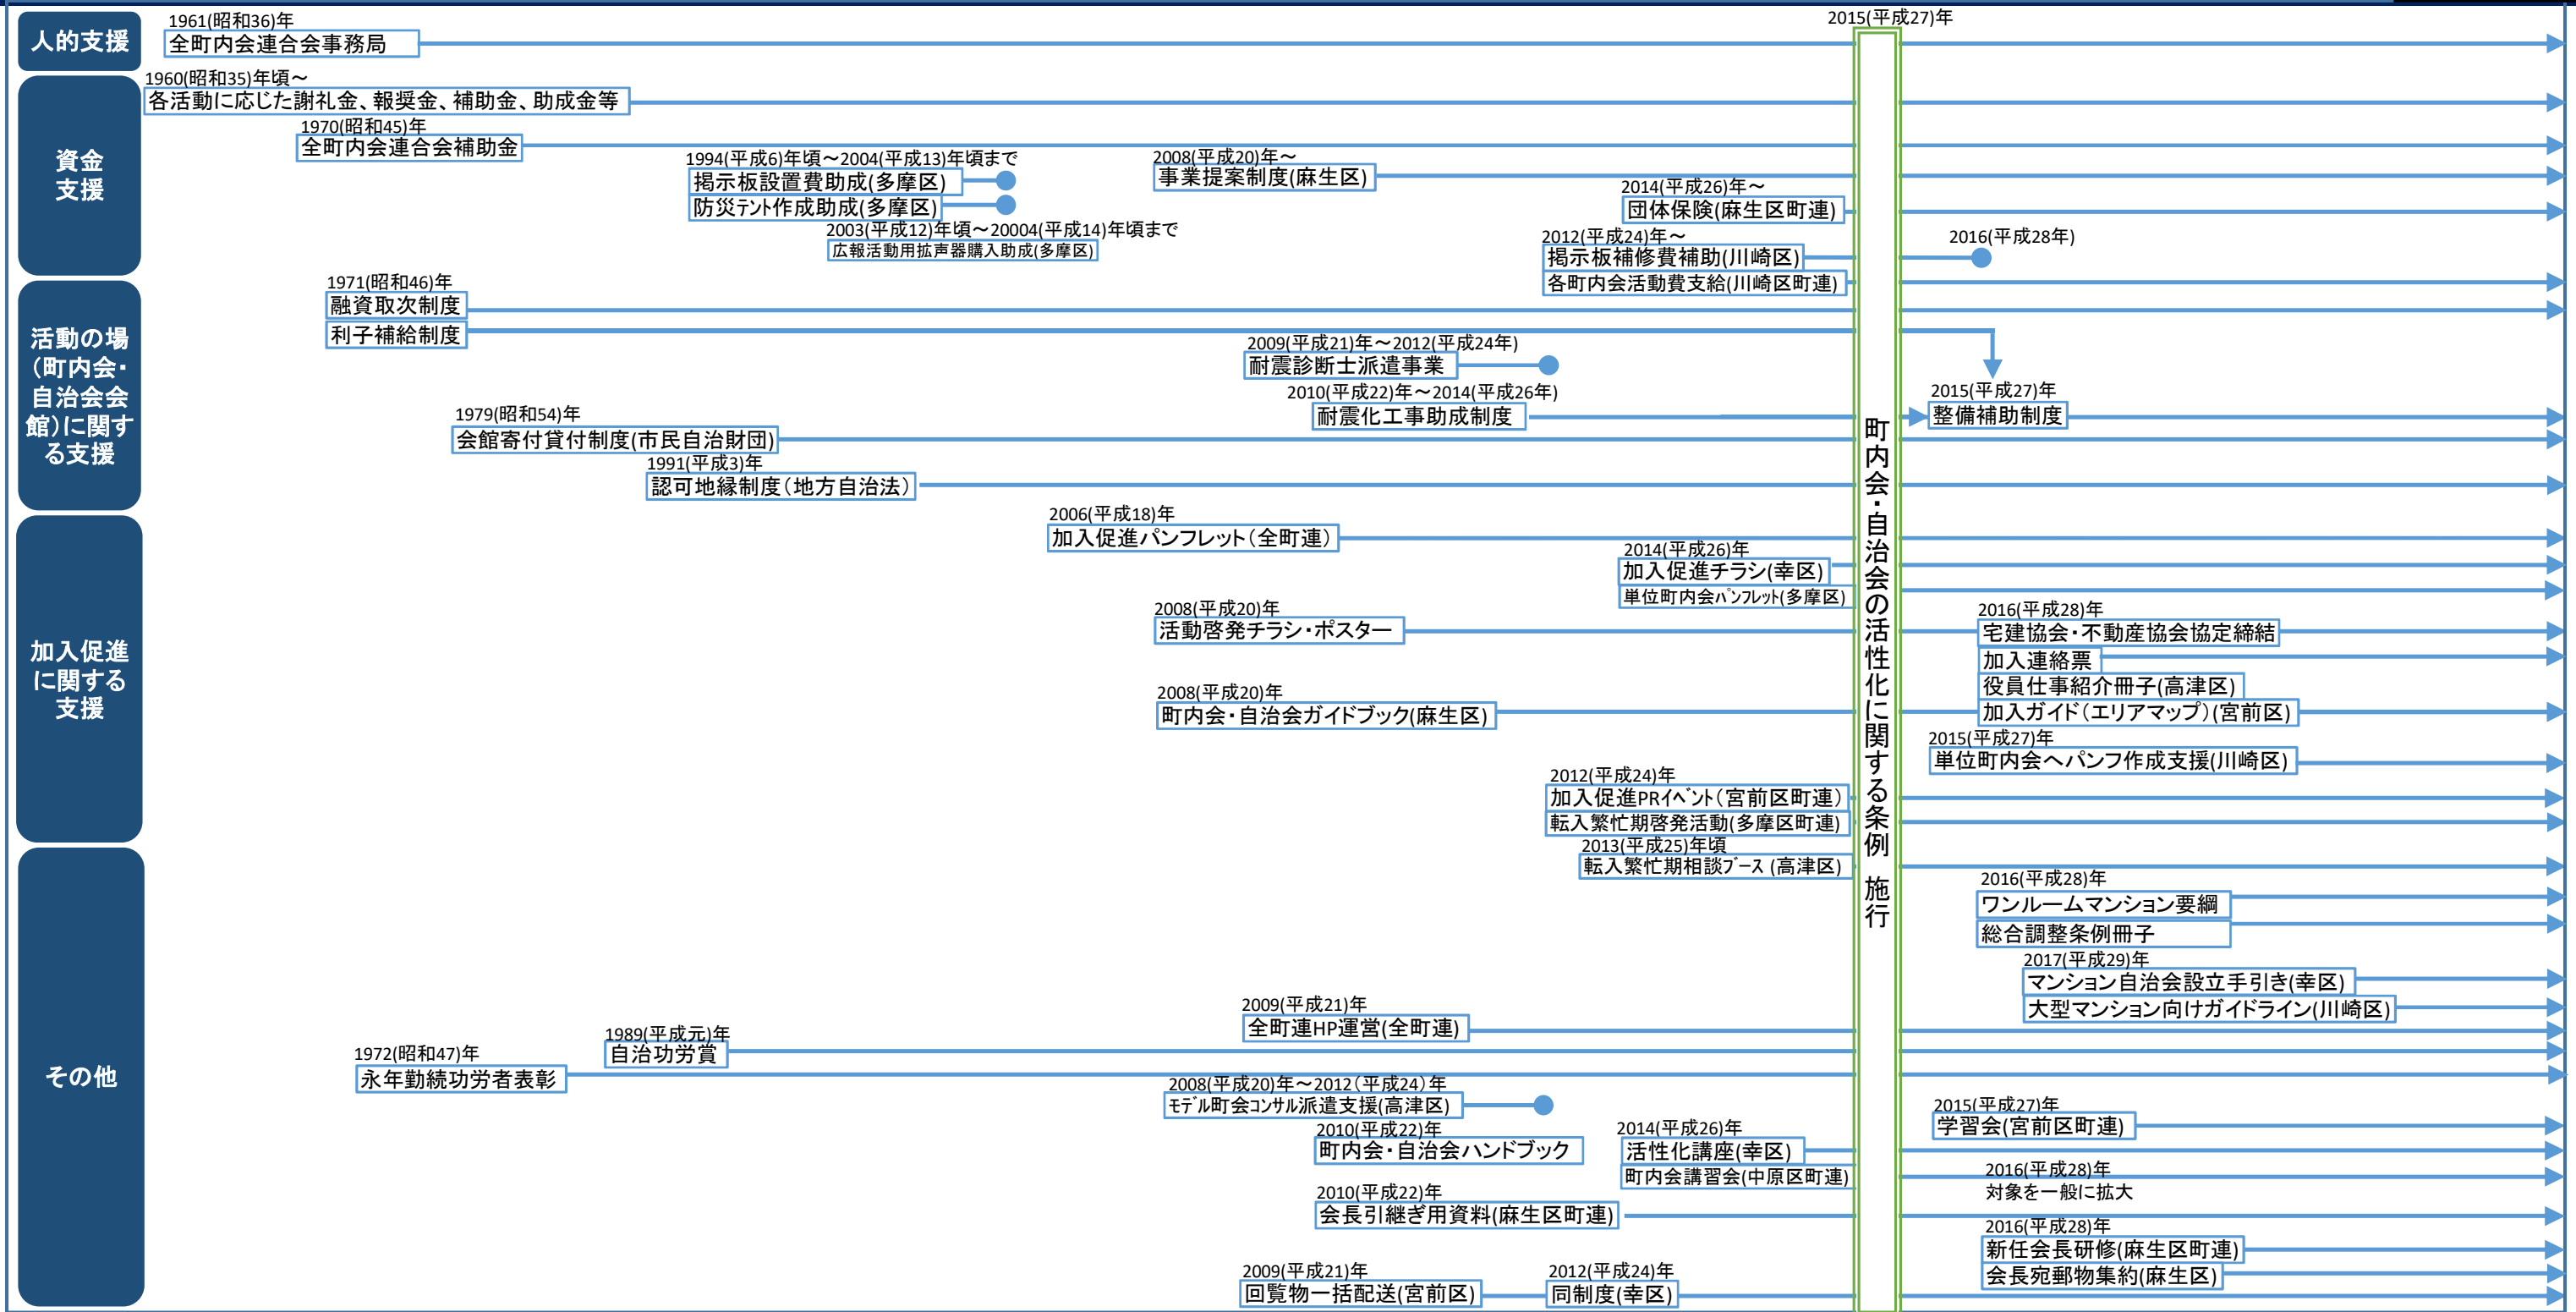 人的支援
1961(昭和36)年
全町内会連合会事務局
2015(平成27)年
資金
支援
1960(昭和35)年頃～
各活動に応じた謝礼金、報奨金、補助金、助成金等
1970(昭和45)年
全町内会連合会補助金
1994(平成6)年頃～2004(平成13)年頃まで
掲示板設置費助成(多摩区)
防災テント作成助成(多摩区)
2003(平成12)年頃～20004(平成14)年頃まで
広報活動用拡声器購入助成(多摩区)
2008(平成20)年～
事業提案制度(麻生区)
2014(平成26)年～
団体保険(麻生区町連)
2012(平成24)年～
掲示板補修費補助(川崎区)
各町内会活動費支給(川崎区町連)
2016(平成28年)
活動の場
(町内会・
自治会会
館)に関す
る支援
1971(昭和46)年
融資取次制度
利子補給制度
2009(平成21)年～2012(平成24年)
耐震診断士派遣事業
2010(平成22)年～2014(平成26年)
耐震化工事助成制度
2015(平成27)年
整備補助制度
1979(昭和54)年
会館寄付貸付制度(市民自治財団)
1991(平成3)年
認可地縁制度(地方自治法)
町内会・自治会の活性化に関する条例 施行
加入促進
に関する
支援
2006(平成18)年
加入促進パンフレット(全町連)
2014(平成26)年
加入促進チラシ(幸区)
単位町内会パンフレット(多摩区)
2008(平成20)年
活動啓発チラシ・ポスター
2016(平成28)年
宅建協会・不動産協会協定締結
加入連絡票
役員仕事紹介冊子(高津区)
加入ガイド(エリアマップ)(宮前区)
2008(平成20)年
町内会・自治会ガイドブック(麻生区)
2015(平成27)年
単位町内会へパンフ作成支援(川崎区)
2012(平成24)年
加入促進PRイベント(宮前区町連)
転入繁忙期啓発活動(多摩区町連)
2013(平成25)年頃
転入繁忙期相談ブース(高津区)
その他
2016(平成28)年
ワンルームマンション要綱
総合調整条例冊子
2017(平成29)年
マンション自治会設立手引き(幸区)
大型マンション向けガイドライン(川崎区)
2009(平成21)年
全町連HP運営(全町連)
1989(平成元)年
自治功労賞
1972(昭和47)年
永年勤続功労者表彰
2008(平成20)年～2012(平成24)年
モデル町会コンサル派遣支援(高津区)
2010(平成22)年
町内会・自治会ハンドブック
2014(平成26)年
活性化講座(幸区)
町内会講習会(中原区町連)
2015(平成27)年
学習会(宮前区町連)
2016(平成28)年
対象を一般に拡大
2010(平成22)年
会長引継ぎ用資料(麻生区町連)
2016(平成28)年
新任会長研修(麻生区町連)
会長宛郵物集約(麻生区)
2009(平成21)年
回覧物一括配送(宮前区)
2012(平成24)年
同制度(幸区)